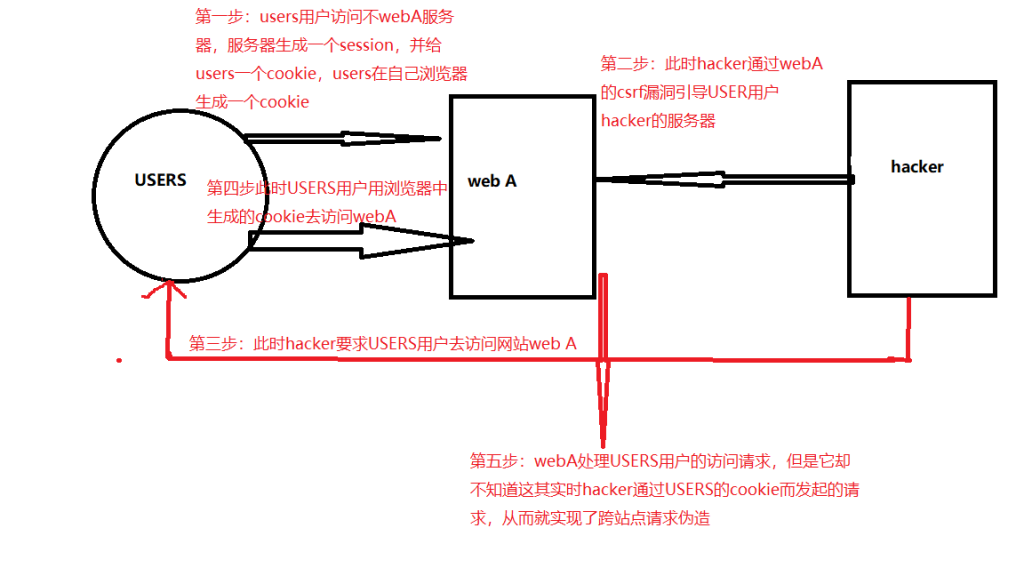 第一步：users用户访问不webA服务
器，服务器生成一个session，并给
users一个cookie，users在自己浏览器
生成一个cookie
第二步：此时hacker通过webA
的csrf漏洞引导USER用户
hacker的服务器
USERS
web A
hacker
第四步此时USERS用户用浏览器中
生成的cookie去访问webA
第三步：此时hacker要求USERS用户去访问网站web A
第五步：webA处理USERS用户的访问请求，但是它却
不知道这其实时hacker通过USERS的cookie而发起的请
求，从而就实现了跨站点请求伪造